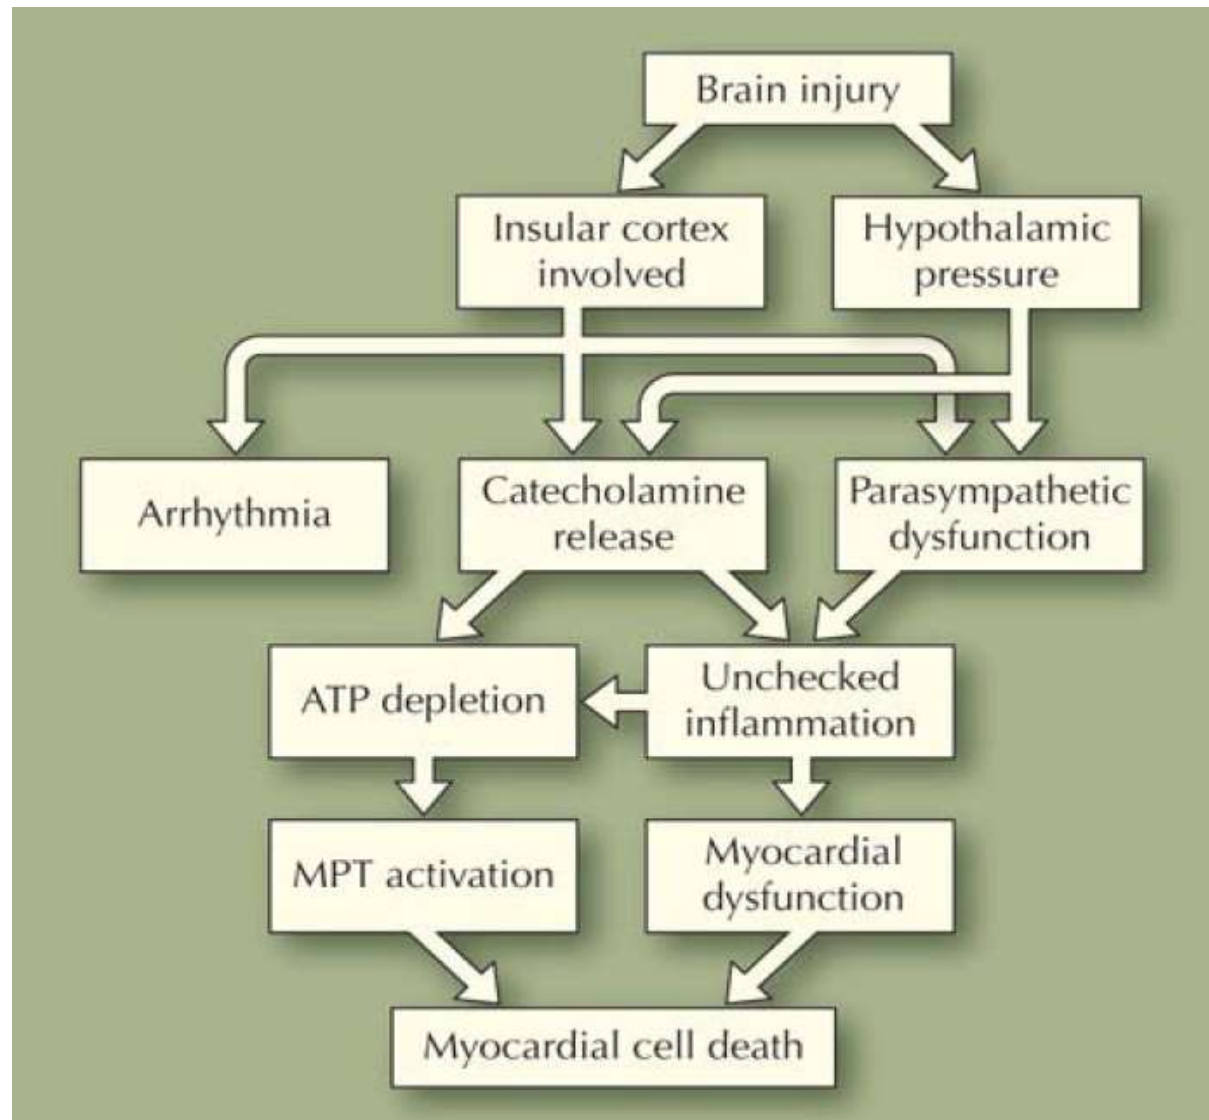 Brain injury
Insular cortex
involved
Hypothalamic
pressure
Arrhythmia
Catecholamine
release
Parasympathetic
dysfunction
ATP depletion
Unchecked
inflammation
MPT activation
Myocardial
dysfunction
Myocardial cell death